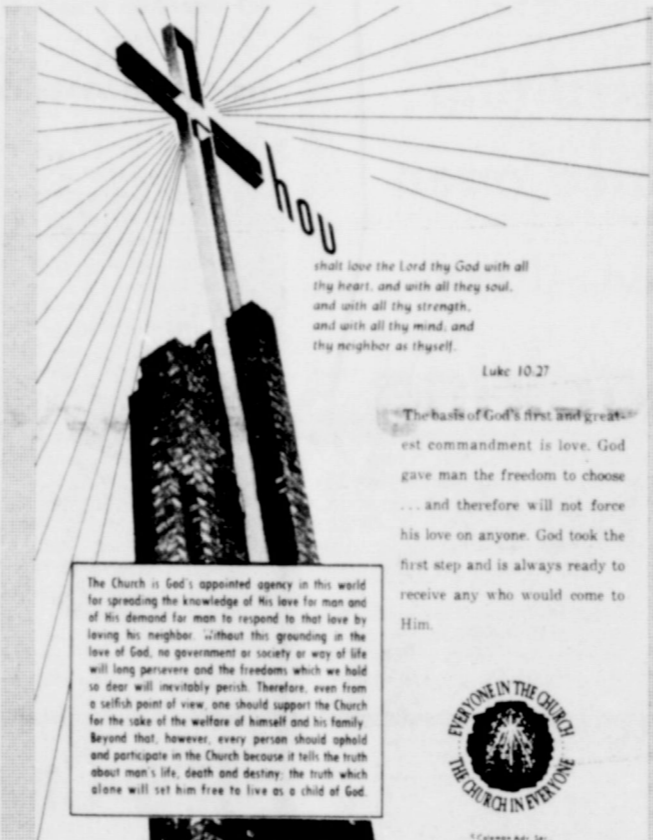 Thou
shalt love the Lord thy God with all
thy heart, and with all they soul,
and with all thy strength,
and with all thy mind; and
thy neighbor as thyself.
Luke 10:27
The basis of God's first and great-
est commandment is love. God
gave man the freedom to choose
... and therefore will not force
his love on anyone. God took the
first step and is always ready to
receive any who would come to
Him.
The Church is God's appointed agency in this world
for spreading the knowledge of His love for man and
of His demand for man to respond to that love by
loving his neighbor. Without this grounding in the
love of God, no government or society or way of life
will long persevere and the freedoms which we hold
so dear will inevitably perish. Therefore, even from
a selfish point of view, one should support the Church
for the sake of the welfare of himself and his family.
Beyond that, however, every person should uphold
and participate in the Church because it tells the truth
about man's life, death and destiny; the truth which
alone will set him free to live as a child of God.
EVERYONE IN THE CHURCH
THE CHURCH IN EVERYONE
© Coleman Adv. Ser.